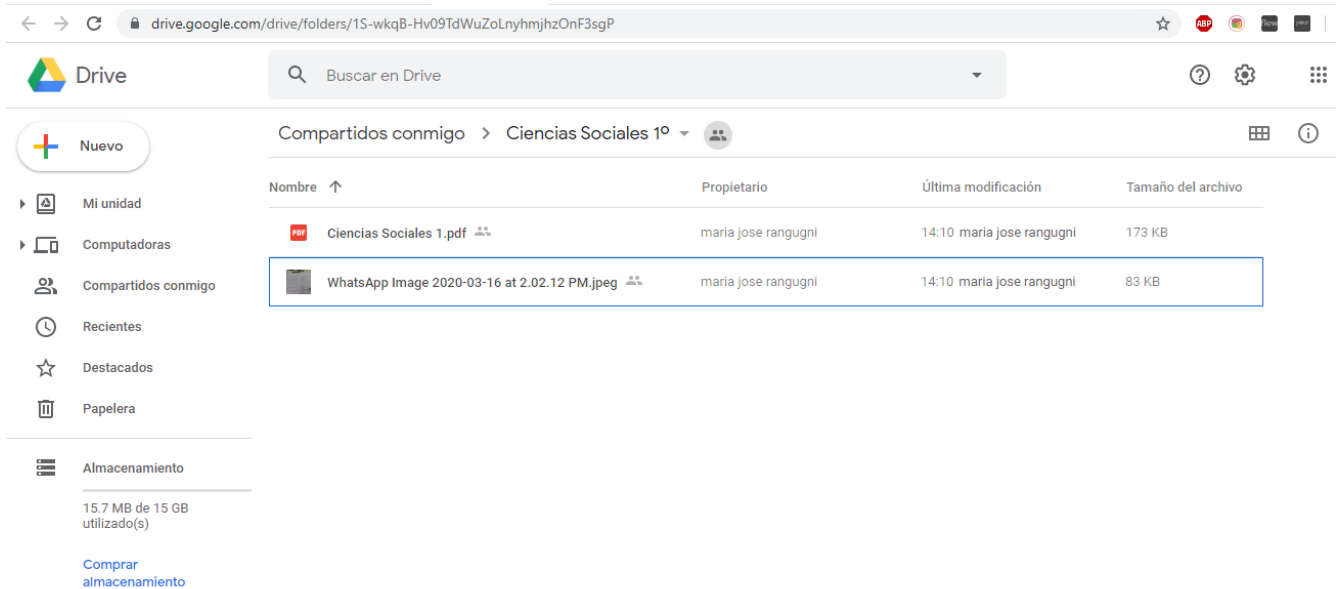 drive.google.com/drive/folders/1S-wkqB-Hv09TdWuZoLnyhmjhzOnF3sgP
ABP
Drive
Buscar en Drive
Nuevo
Compartidos conmigo > Ciencias Sociales 1º
Nombre Propietario Última modificación Tamaño del archivo
Mi unidad
PDF Ciencias Sociales 1.pdf maria jose rangugni 14:10 maria jose rangugni 173 KB
Computadoras
WhatsApp Image 2020-03-16 at 2.02.12 PM.jpeg maria jose rangugni 14:10 maria jose rangugni 83 KB
Compartidos conmigo
Recientes
Destacados
Papelera
Almacenamiento
15.7 MB de 15 GB
utilizado(s)
Comprar
almacenamiento